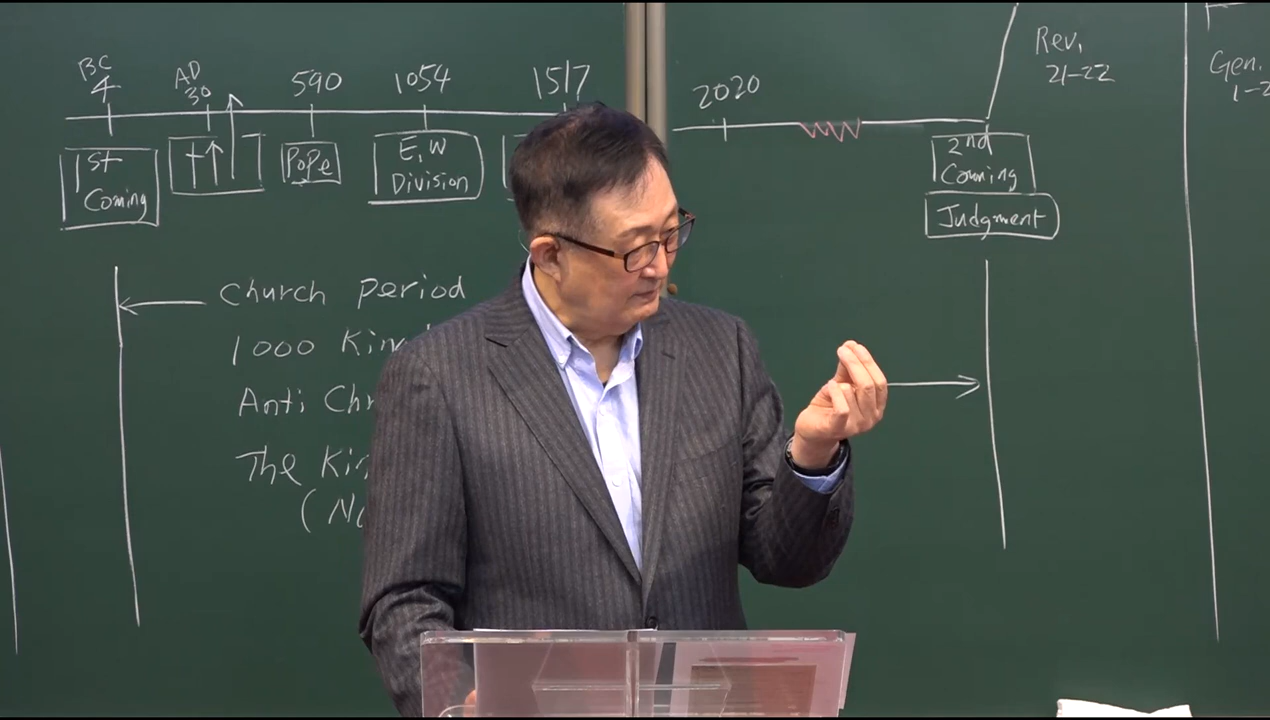 BC
4
AD
30
590
1054
1517
2020
Rev.
21-22
Gen.
1st
Coming
PoPe
E,W
Division
2nd
Coming
Judgment
Church Period
1000
Anti
The